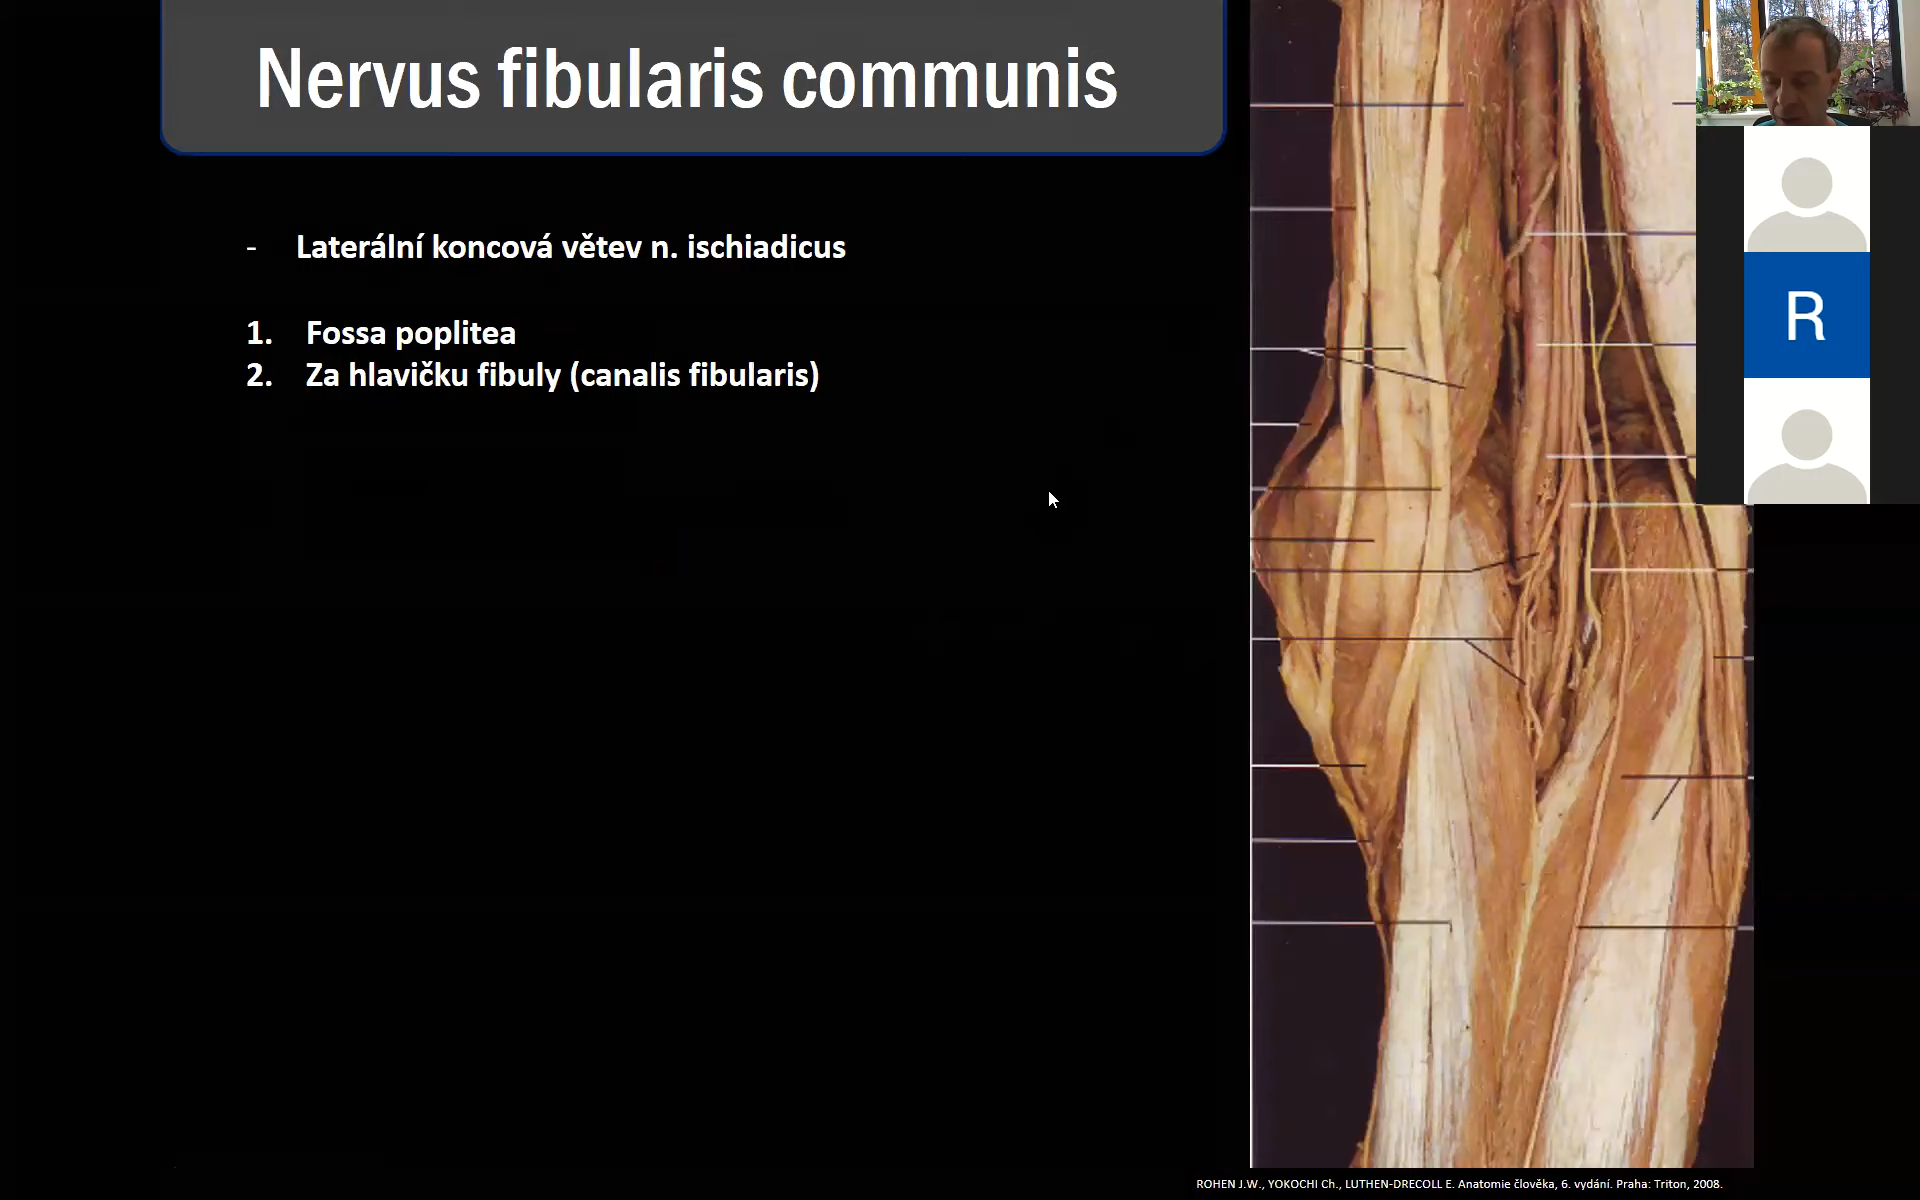 Nervus fibularis communis
- Laterální koncová větev n. ischiadicus
1. Fossa poplitea
2. Za hlavičku fibuly (canalis fibularis)
R
ROHEN J.W., YOKOCHI Ch., LUTHEN-DRECOLL E. Anatomie člověka, 6. vydání. Praha: Triton, 2008.